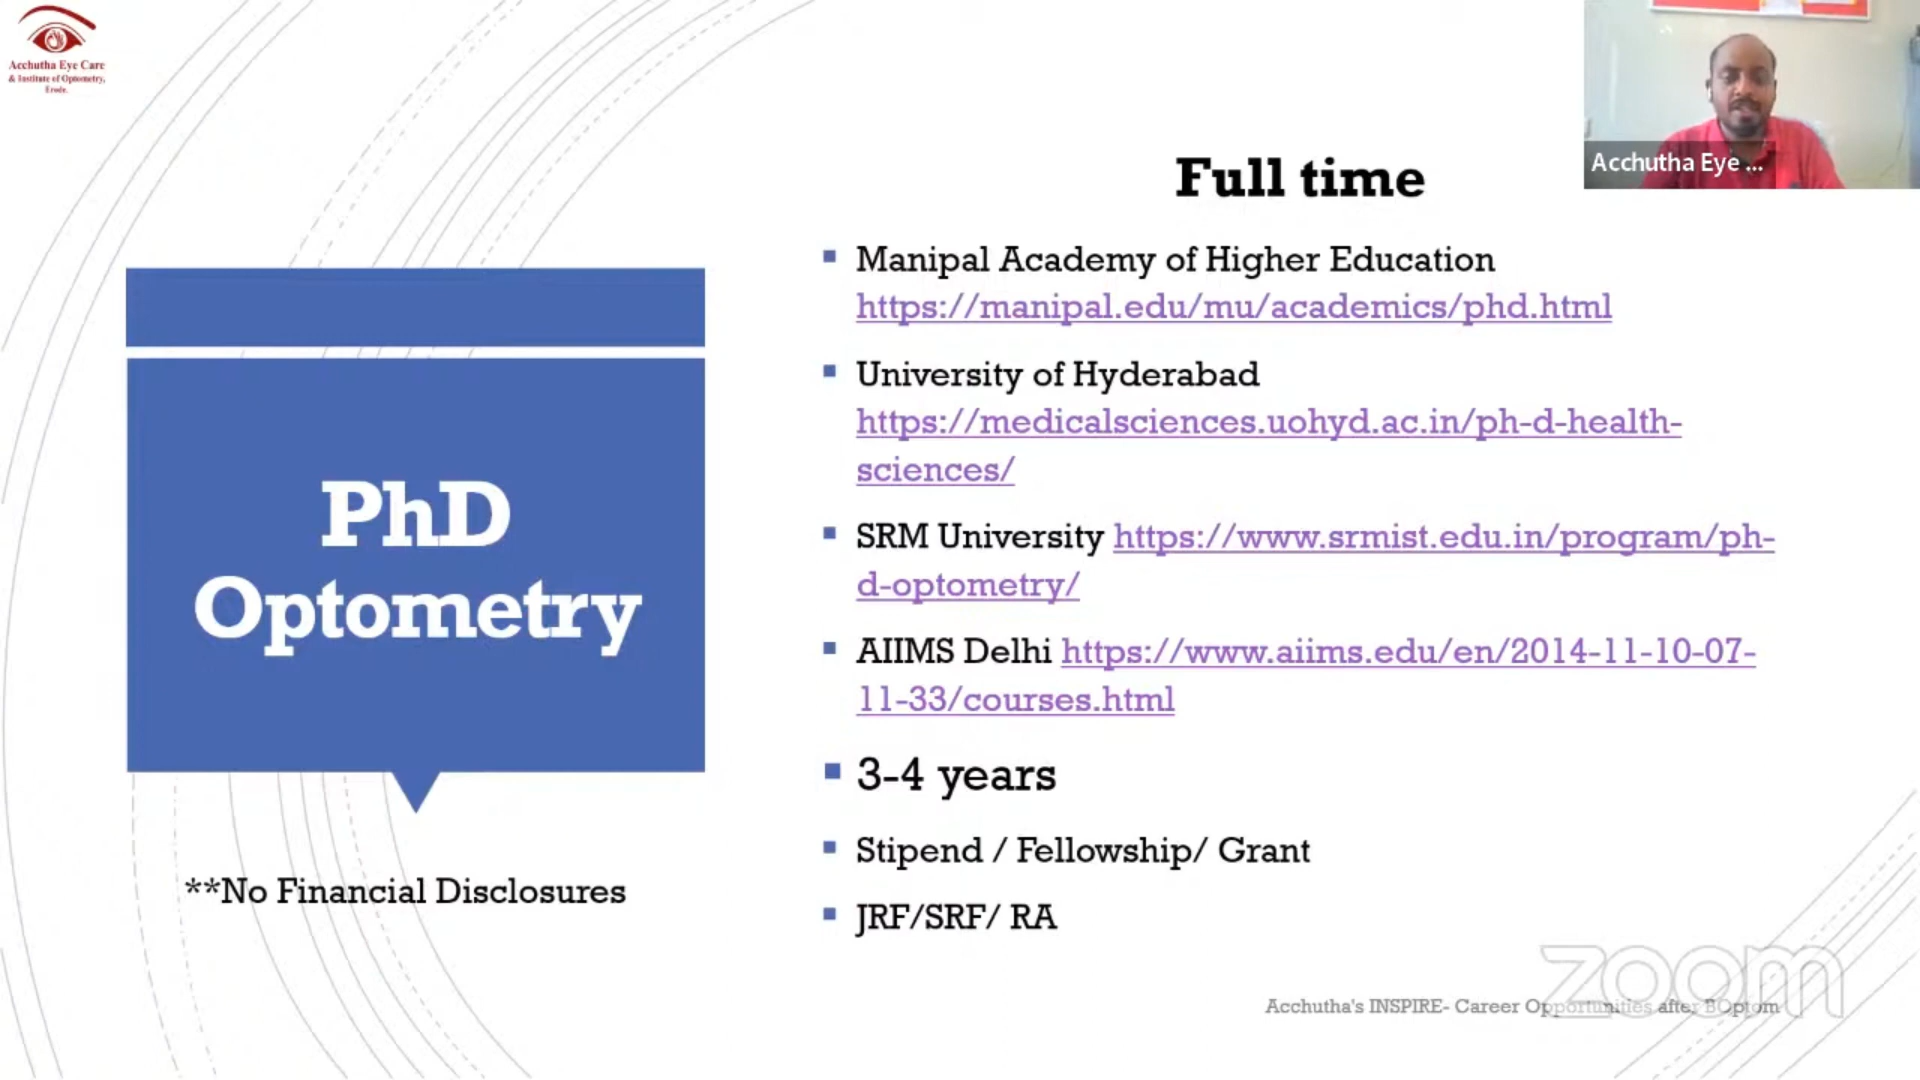 Acchutha Eye Care
& Institute of Optometry,
Erode.
Acchutha Eye ...
PhD
Optometry
**No Financial Disclosures
Full time
Manipal Academy of Higher Education
https://manipal.edu/mu/academics/phd.html
University of Hyderabad
https://medicalsciences.uohyd.ac.in/ph-d-health-
sciences/
SRM University https://www.srmist.edu.in/program/ph-
d-optometry/
AIIMS Delhi https://www.aiims.edu/en/2014-11-10-07-
11-33/courses.html
3-4 years
Stipend / Fellowship/ Grant
JRF/SRF/ RA
zoom
Acchutha's INSPIRE- Career Opportunities after BOptom